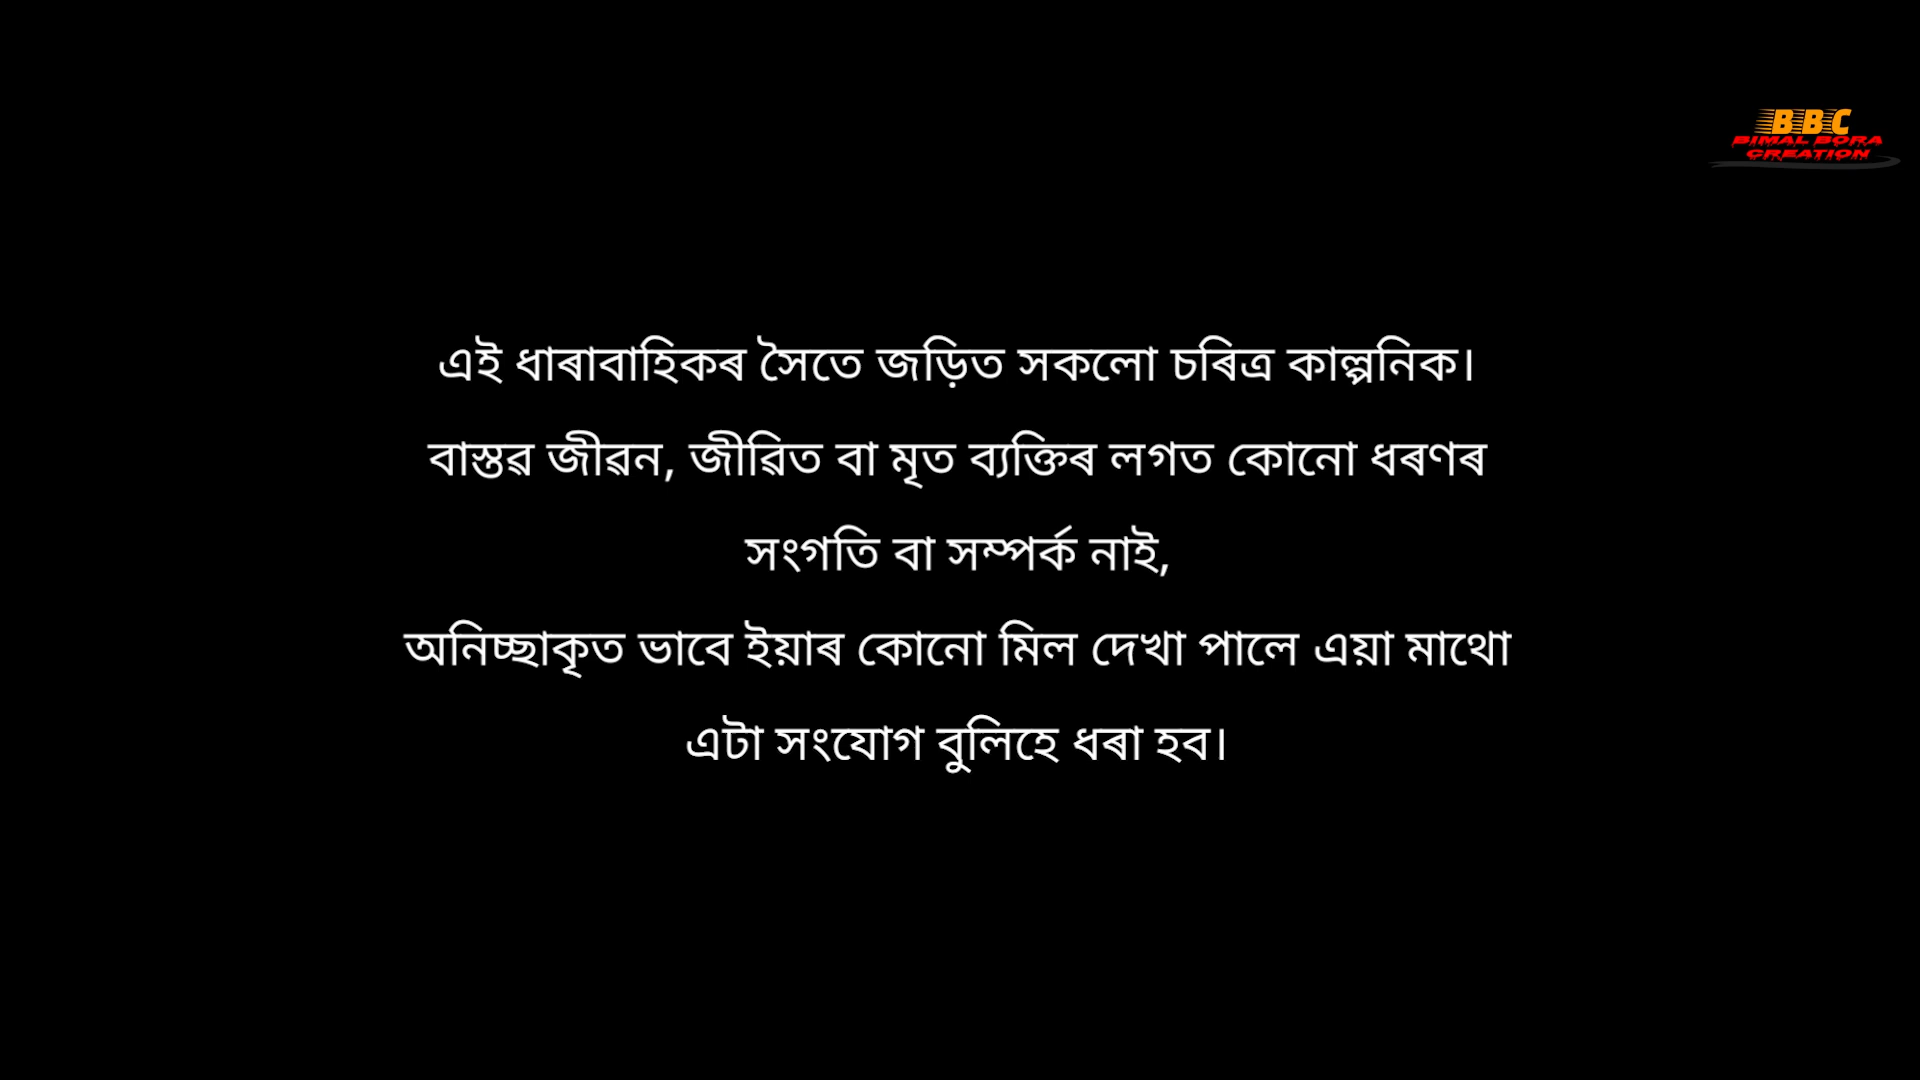 BBC
BIMAL BORA
CREATION
এই ধাৰাবাহিকৰ সৈতে জড়িত সকলো চৰিত্ৰ কাল্পনিক।
বাস্তৱ জীৱন, জীৱিত বা মৃত ব্যক্তিৰ লগত কোনো ধৰণৰ
সংগতি বা সম্পৰ্ক নাই,
অনিচ্ছাকৃত ভাবে ইয়াৰ কোনো মিল দেখা পালে এয়া মাথো
এটা সংযোগ বুলিহে ধৰা হব।